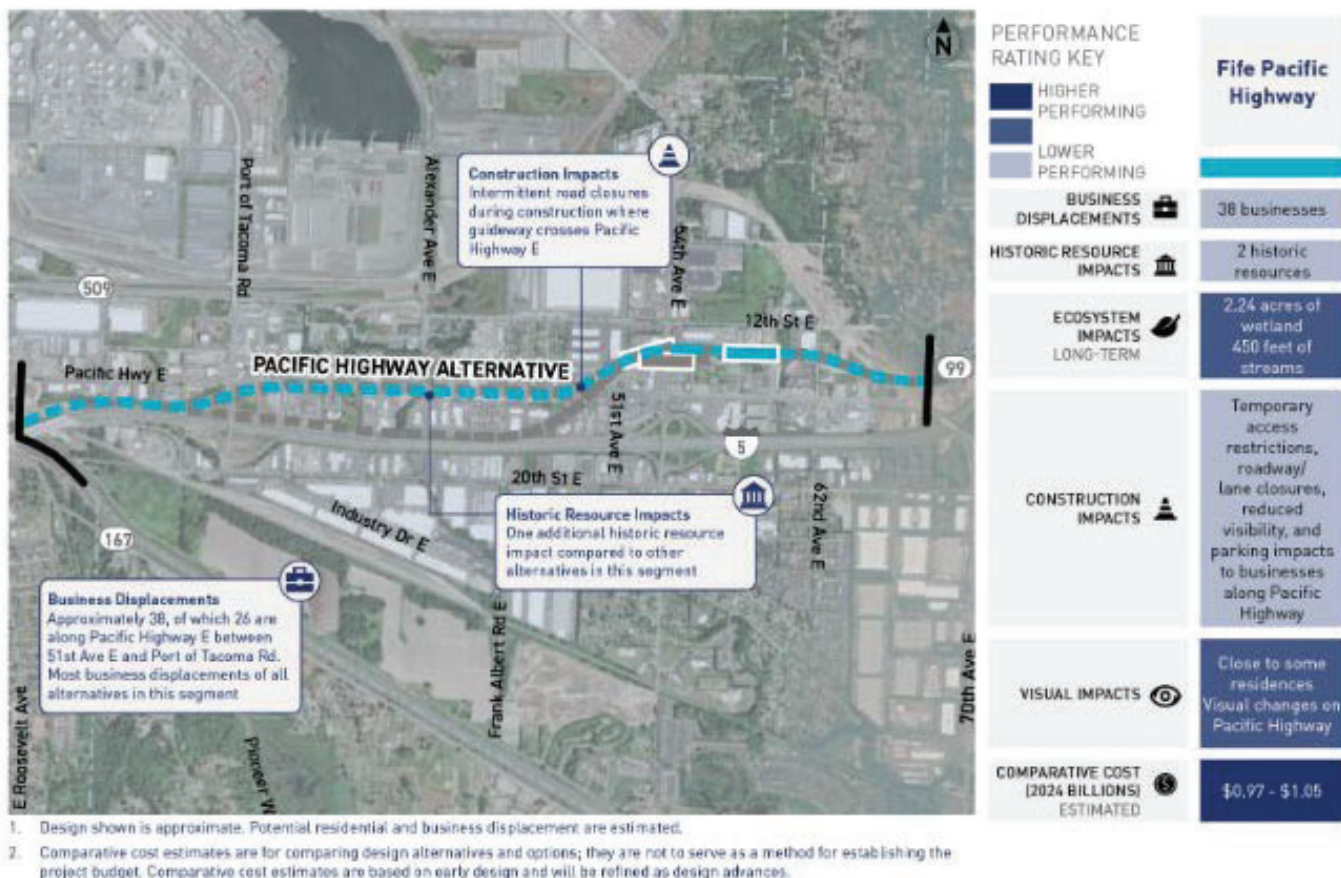 N
Port of Tacoma Rd
Alexander Ave E
54th Ave E
Construction Impacts
Intermittent road closures
during construction where
guideway crosses Pacific
Highway E
509
12th St E
Pacific Hwy E
PACIFIC HIGHWAY ALTERNATIVE
99
51st Ave E
5
20th St E
62nd Ave E
Industry Dr E
Historic Resource Impacts
One additional historic resource
impact compared to other
alternatives in this segment
167
Business Displacements
Approximately 38, of which 26 are
along Pacific Highway E between
51st Ave E and Port of Tacoma Rd.
Most business displacements of all
alternatives in this segment
Frank Albert Rd E
70th Ave E
E Roosevelt Ave
Pioneer
1. Design shown is approximate. Potential residential and business displacement are estimated.
2. Comparative cost estimates are for comparing design alternatives and options; they are not to serve as a method for establishing the
project budget. Comparative cost estimates are based on early design and will be refined as design advances.
PERFORMANCE
RATING KEY
HIGHER
PERFORMING
LOWER
PERFORMING
Fife Pacific
Highway
BUSINESS
DISPLACEMENTS
38 businesses
HISTORIC RESOURCE
IMPACTS
2 historic
resources
ECOSYSTEM
IMPACTS
LONG-TERM
2.24 acres of
wetland
450 feet of
streams
CONSTRUCTION
IMPACTS
Temporary
access
restrictions,
roadway/
lane closures,
reduced
visibility, and
parking impacts
to businesses
along Pacific
Highway
VISUAL IMPACTS
Close to some
residences
Visual changes on
Pacific Highway
COMPARATIVE COST
(2024 BILLIONS)
ESTIMATED
$0.97 - $1.05